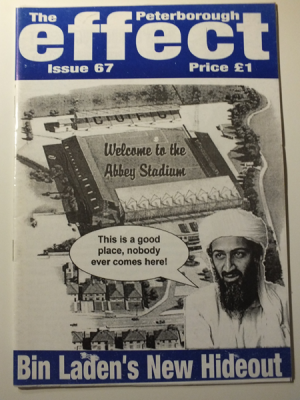 The Peterborough
effect
Issue 67 Price £1
Welcome to the
Abbey Stadium
This is a good
place, nobody
ever comes here!
Bin Laden's New Hideout